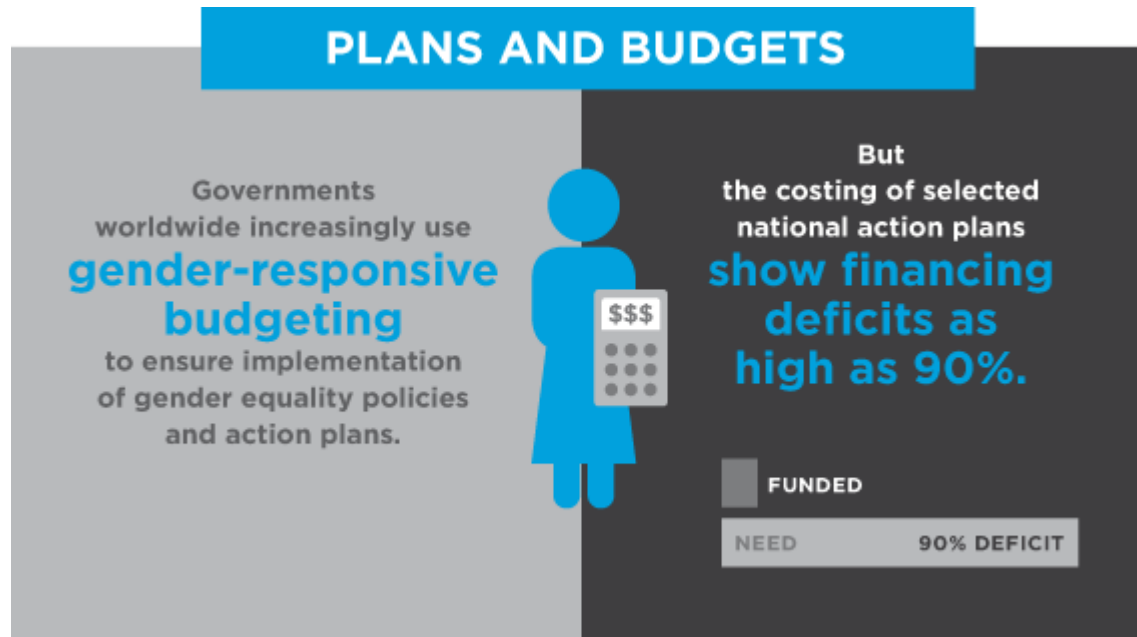 PLANS AND BUDGETS
Governments
worldwide increasingly use
gender-responsive
budgeting
to ensure implementation
of gender equality policies
and action plans.
$$$
But
the costing of selected
national action plans
show financing
deficits as
high as 90%.
FUNDED
NEED 90% DEFICIT